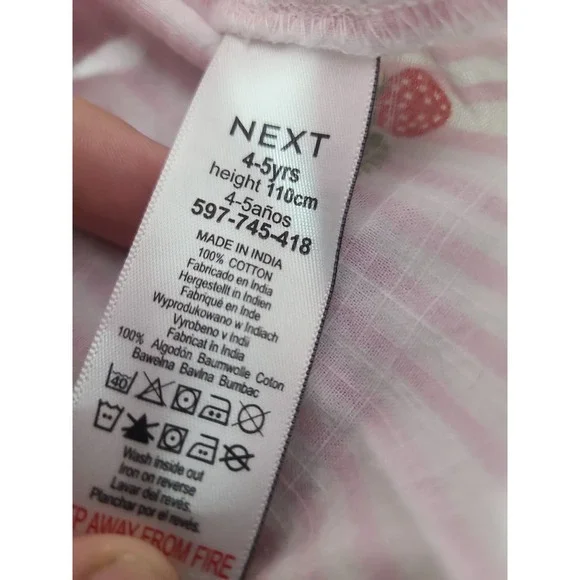 NEXT
4-5yrs
height 110cm
4-5años
597-745-418
MADE IN INDIA
100% COTTON
Fabricado en India
Hergestellt in Indien
Fabriqué en Inde
Wyprodukowano w Indiach
Vyrobeno v Indii
Fabricat în India
100% Algodón Baumwolle Coton
Bawełna Bavlna Bumbac
40
Wash inside out
Iron on reverse
Lavar del revés.
Planchar por el revés.
AWAY FROM FIRE